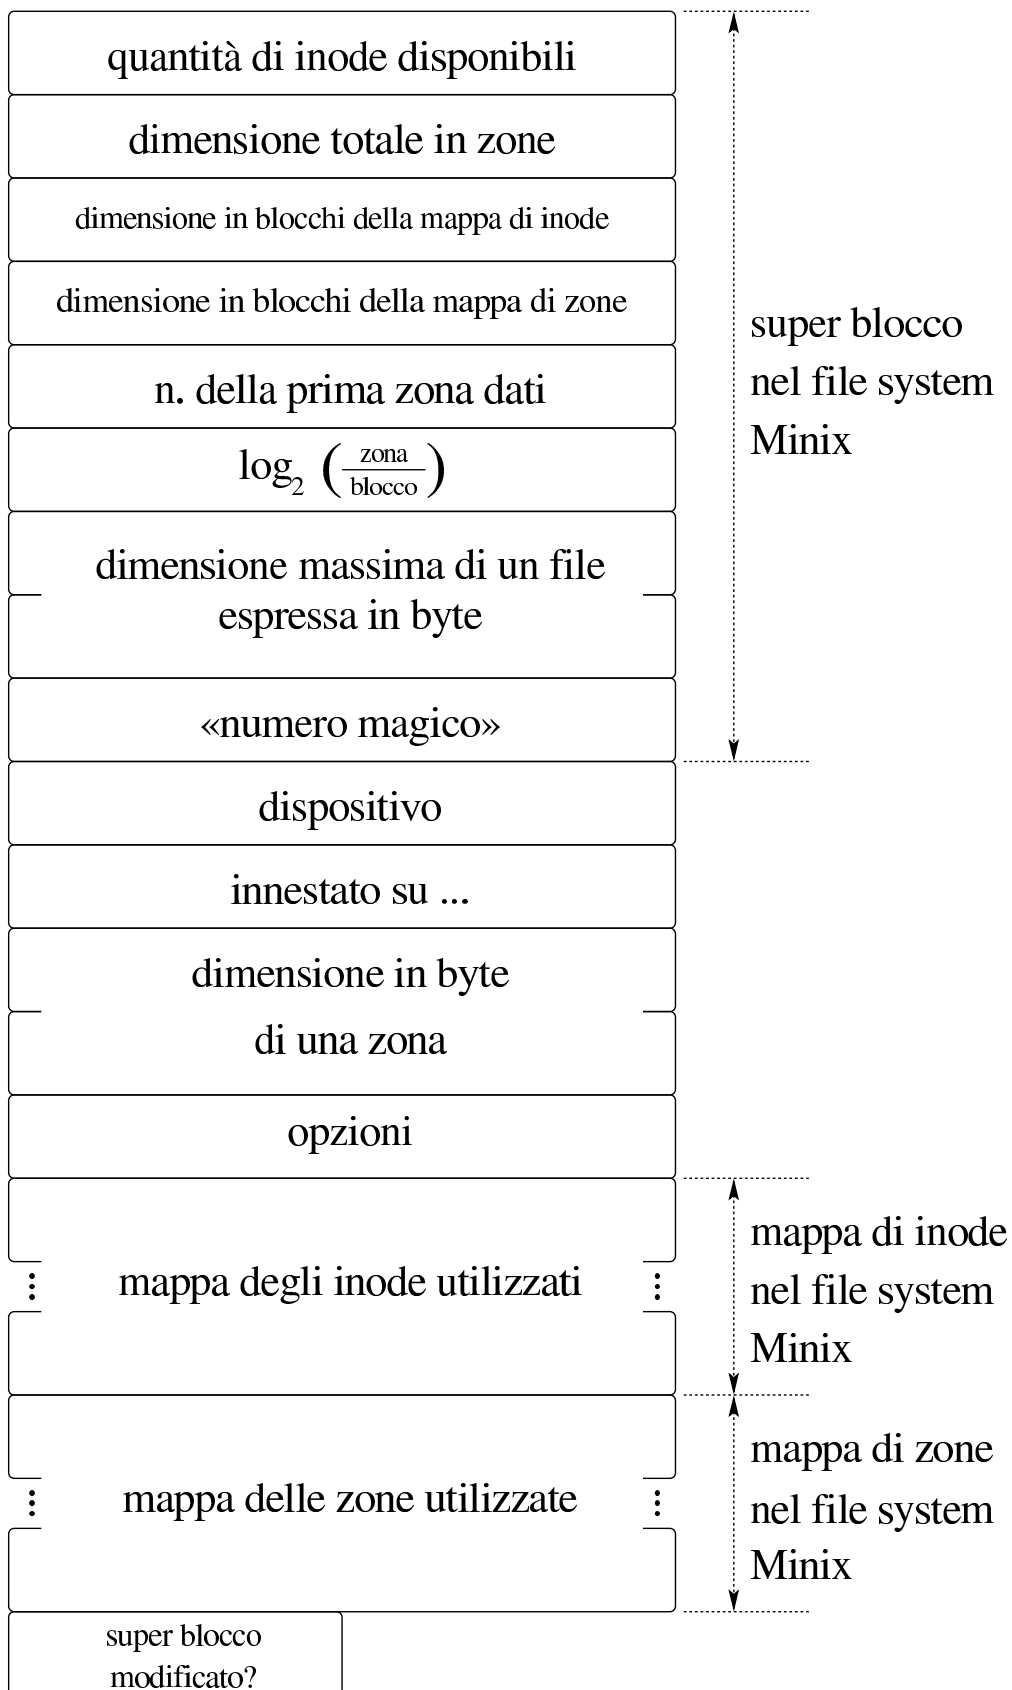 quantità di inode disponibili
dimensione totale in zone
dimensione in blocchi della mappa di inode
dimensione in blocchi della mappa di zone
n. della prima zona dati
log₂ (zona/blocco)
dimensione massima di un file
espressa in byte
«numero magico»
super blocco
nel file system
Minix
dispositivo
innestato su ...
dimensione in byte
di una zona
opzioni
mappa degli inode utilizzati
mappa di inode
nel file system
Minix
mappa delle zone utilizzate
mappa di zone
nel file system
Minix
super blocco
modificato?